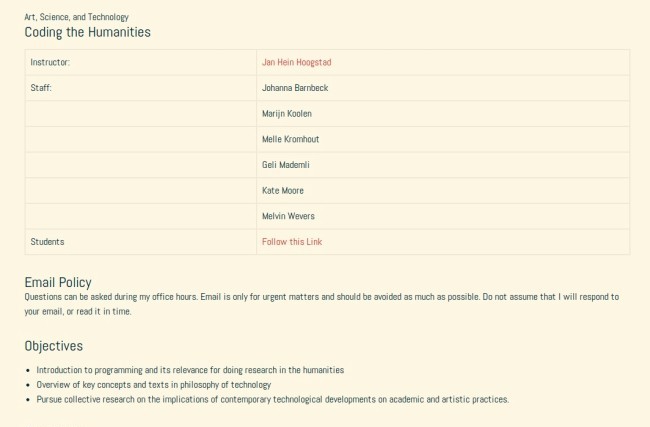 Art, Science, and Technology
Coding the Humanities
Instructor: Jan Hein Hoogstad
Staff: Johanna Barnbeck
Marijn Koolen
Melle Kromhout
Geli Mademli
Kate Moore
Melvin Wevers
Students Follow this Link
Email Policy
Questions can be asked during my office hours. Email is only for urgent matters and should be avoided as much as possible. Do not assume that I will respond to
your email, or read it in time.
Objectives
• Introduction to programming and its relevance for doing research in the humanities
• Overview of key concepts and texts in philosophy of technology
• Pursue collective research on the implications of contemporary technological developments on academic and artistic practices.